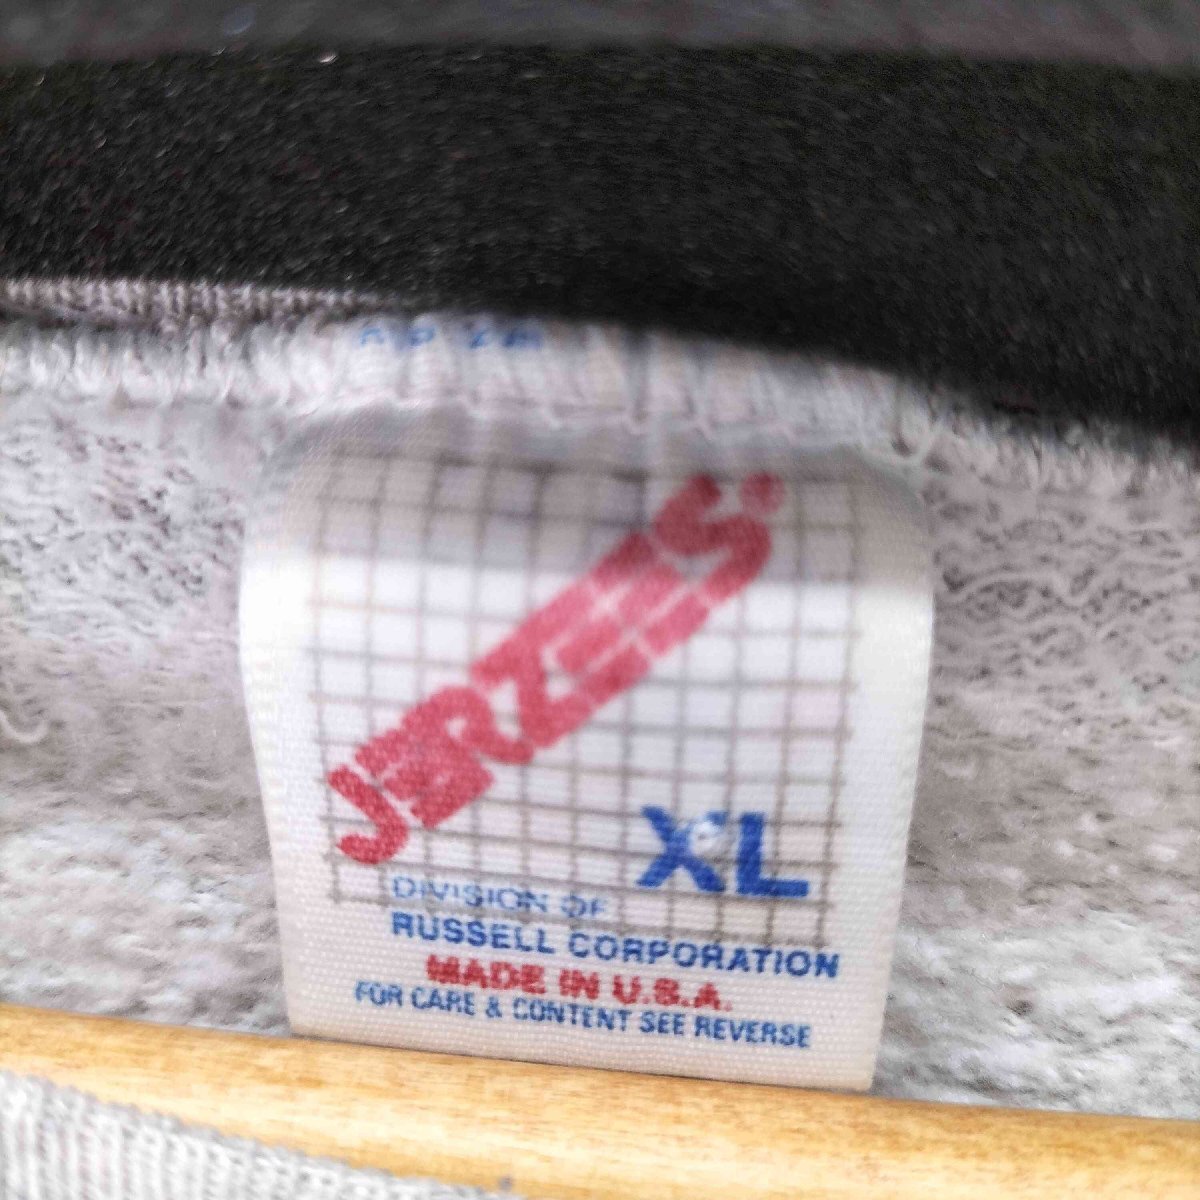 JERZEES®
XL
DIVISION OF
RUSSELL CORPORATION
MADE IN U.S.A.
FOR CARE & CONTENT SEE REVERSE